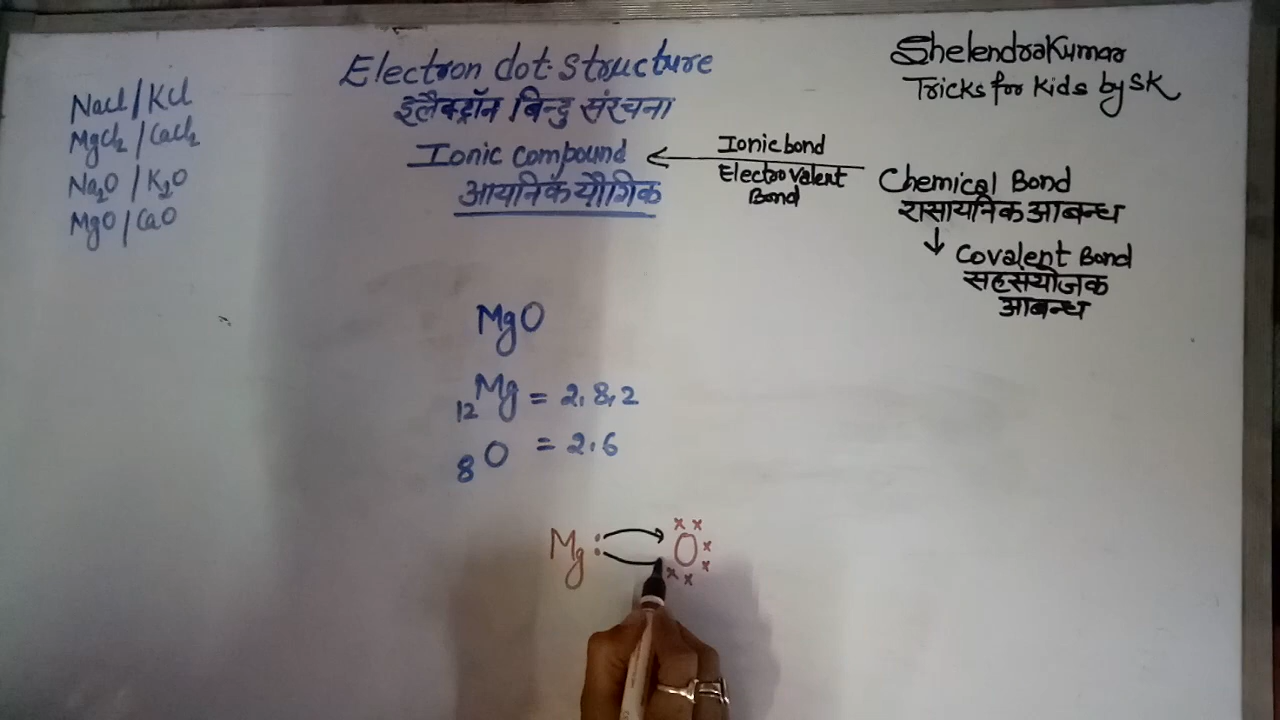 Electron dot structure
इलैक्ट्रॉन बिन्दु संरचना
Ionic compound
आयनिक यौगिक
Shelendra Kumar
Tricks for Kids by SK
NaCl / KCl
MgCl₂ / CaCl₂
Na₂O / K₂O
MgO / CaO
Ionic bond
Electrovalent
Bond
Chemical Bond
रासायनिक आबन्ध
Covalent Bond
सहसंयोजक
आबन्ध
MgO
₁₂Mg = 2,8,2
₈O = 2.6
Mg: O